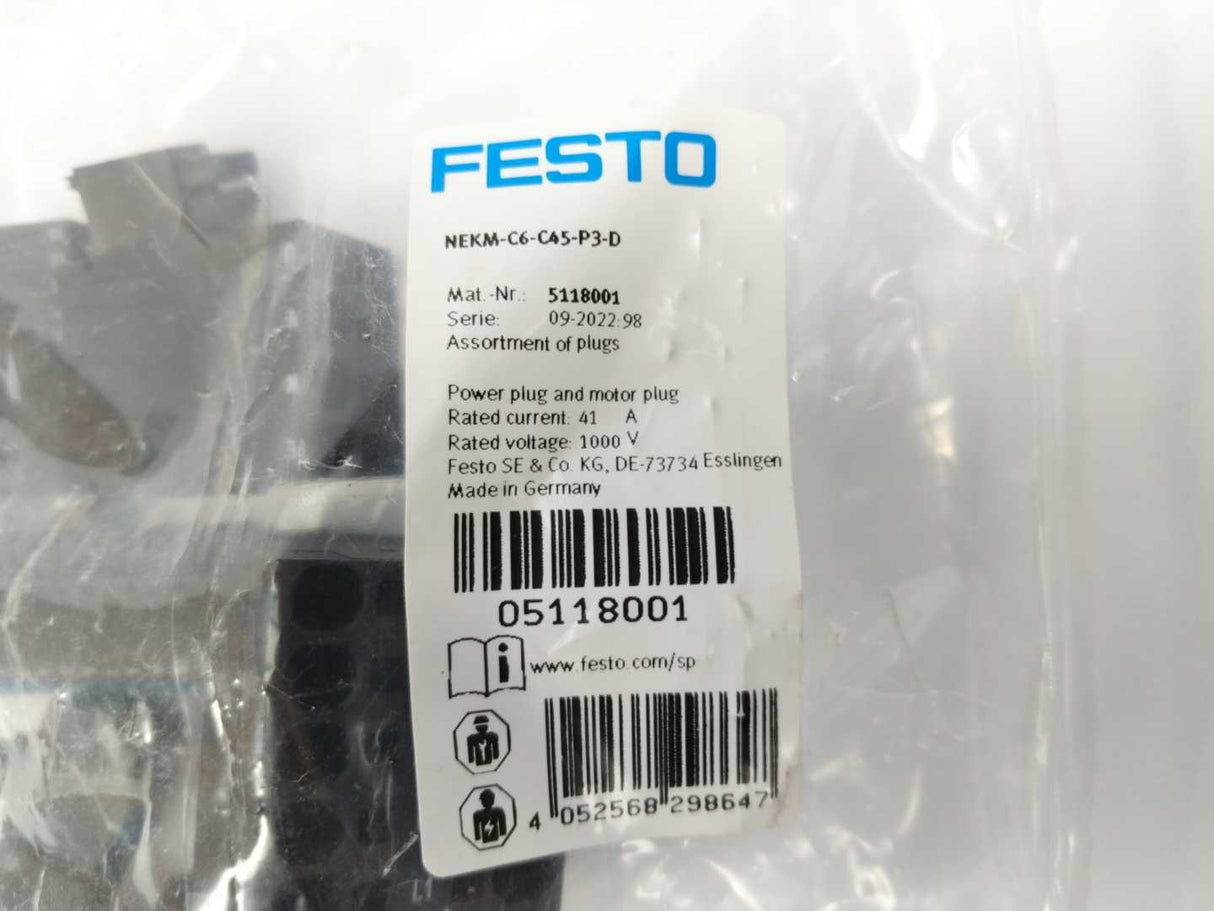 FESTO
NEKM-C6-C45-P3-D
Mat.-Nr.: 5118001
Serie: 09-2022:98
Assortment of plugs
Power plug and motor plug
Rated current: 41 A
Rated voltage: 1000 V
Festo SE & Co. KG, DE-73734 Esslingen
Made in Germany
05118001
i www.festo.com/sp
4 052568 298647
L1